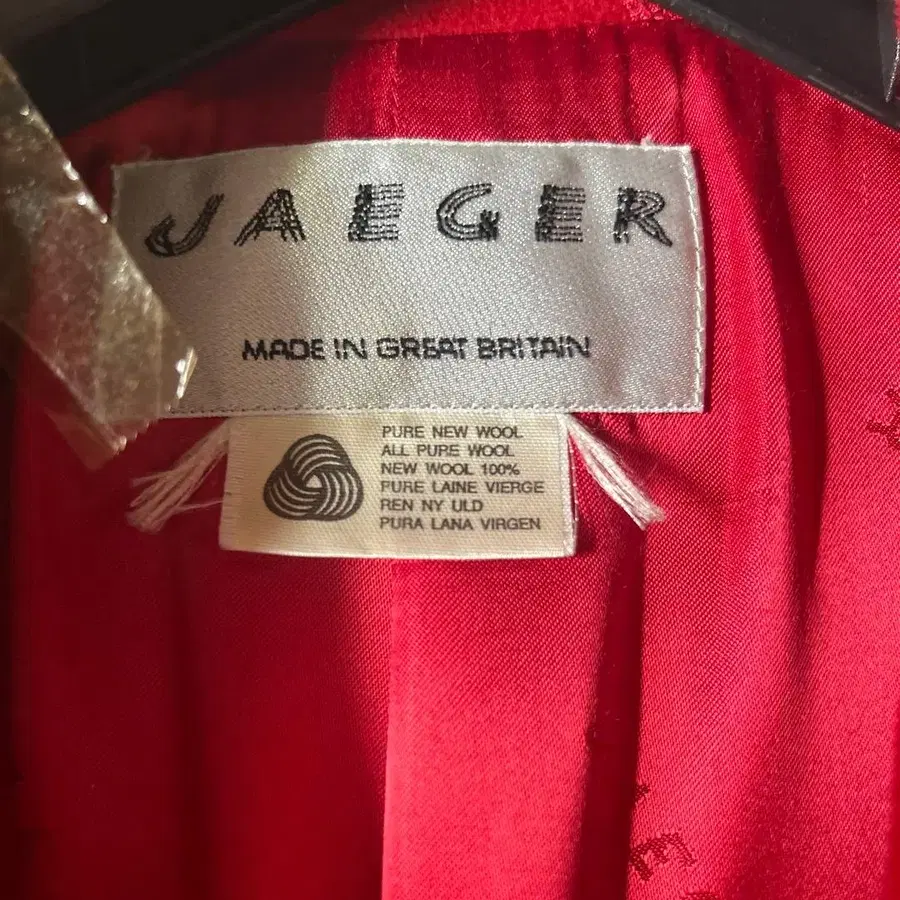 JAEGER
MADE IN GREAT BRITAIN
PURE NEW WOOL
ALL PURE WOOL
NEW WOOL 100%
PURE LAINE VIERGE
REN NY ULD
PURA LANA VIRGEN